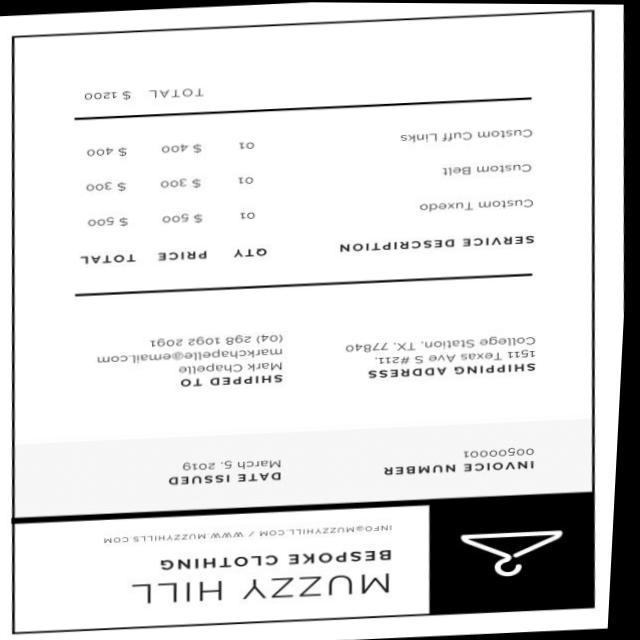 MUZZY HILL
BESPOKE CLOTHING
INFO@MUZZYHILL.COM / WWW.MUZZYHILLS.COM
INVOICE NUMBER DATE ISSUED
00500001 March 5, 2019
SHIPPING ADDRESS SHIPPED TO
1511 Texas Ave S #211, Mark Chapelle
College Station, TX, 77840 markchapelle@email.com
(04) 298 1092 2091
SERVICE DESCRIPTION QTY PRICE TOTAL
Custom Tuxedo 01 $ 500 $ 500
Custom Belt 01 $ 300 $ 300
Custom Cuff Links 01 $ 400 $ 400
TOTAL $ 1200